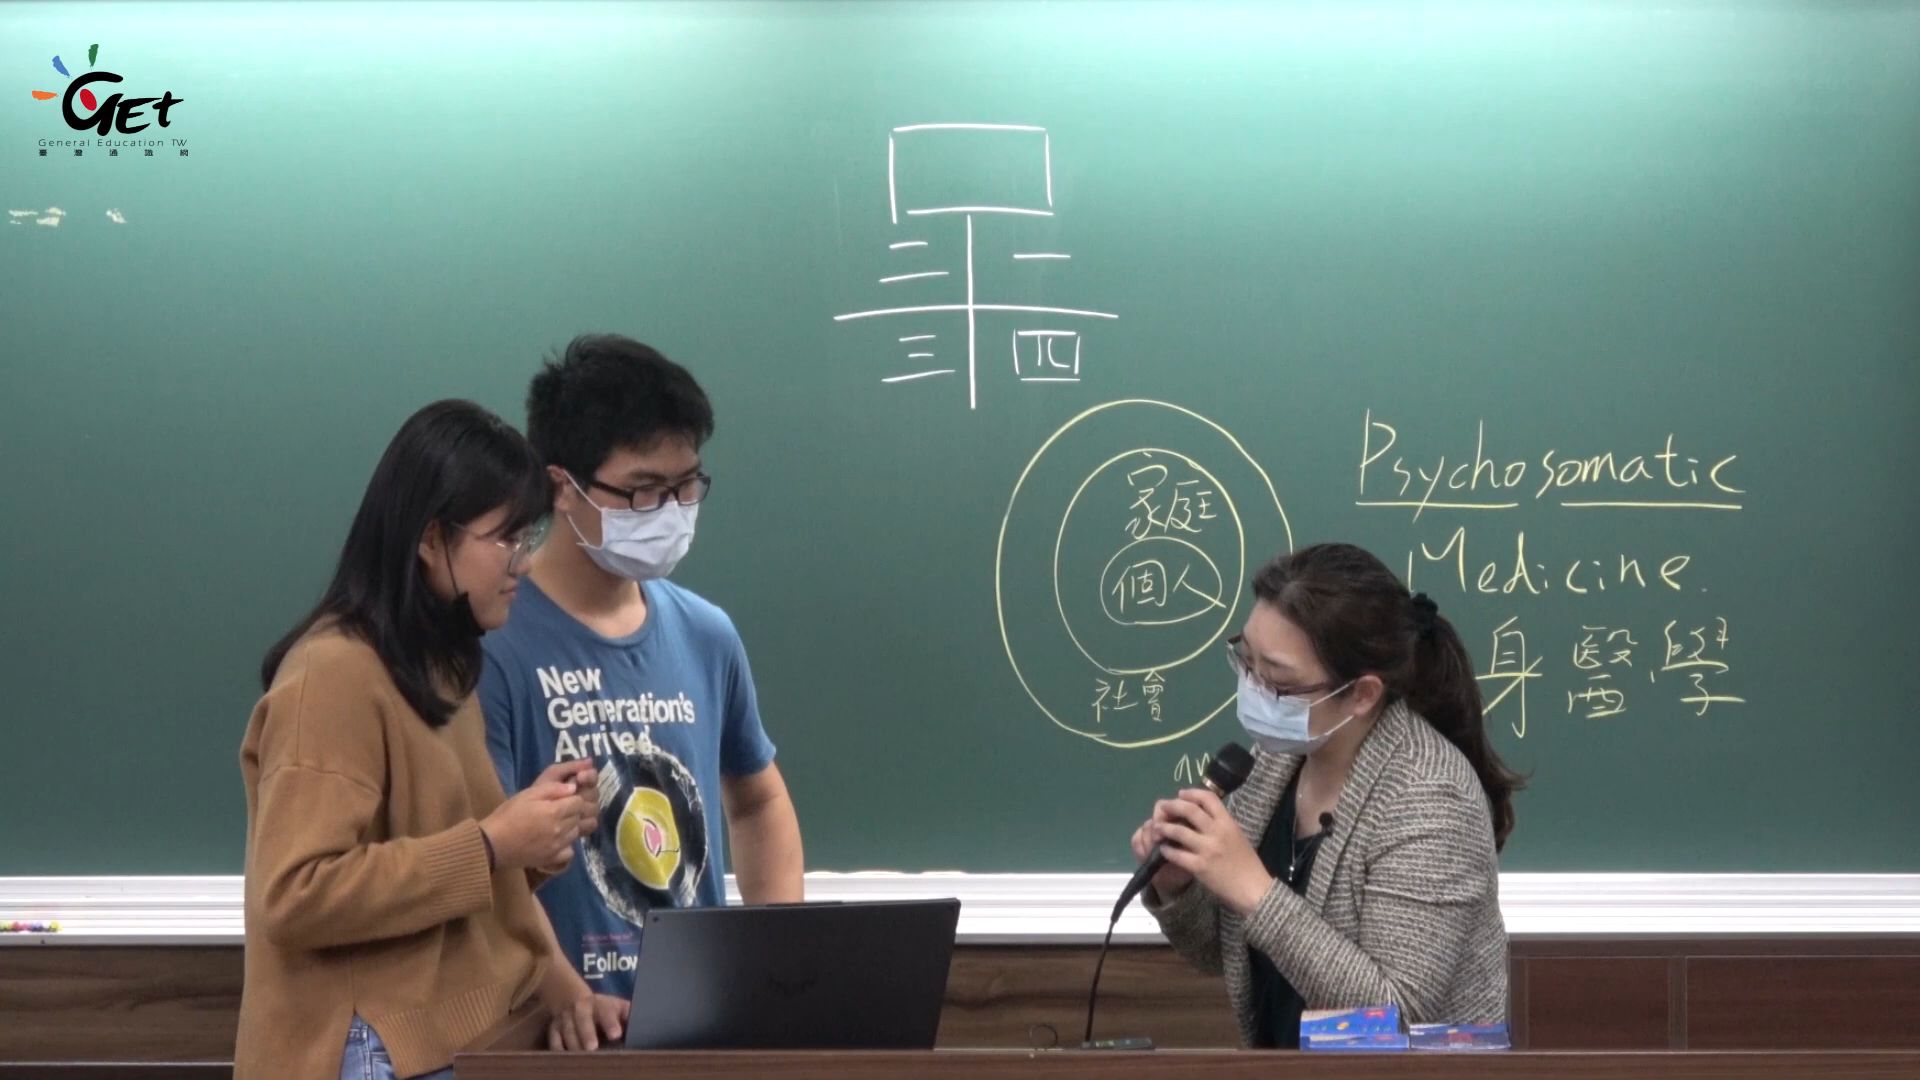 GET
General Education TW
臺灣通識網
二 一
三 四
家庭
個人
社會
Psychosomatic
Medicine.
身醫學
New
Generation's
Arrived
Follow